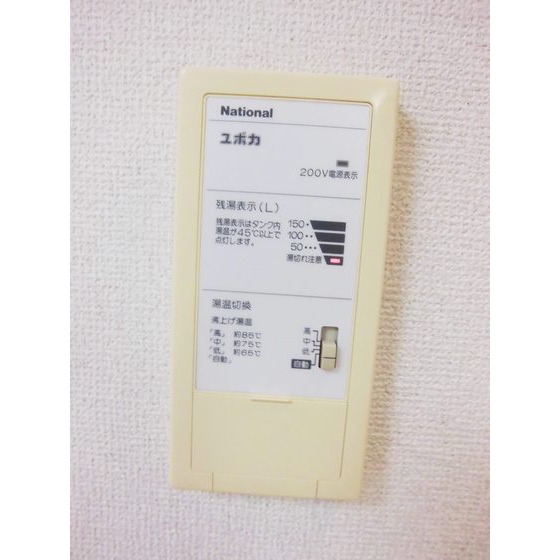 National
ユポカ
200V電源表示
残湯表示(L)
残湯表示はタンク内
湯温が45℃以上で
点灯します。
150
100
50
湯切れ注意
湯温切換
沸上げ湯温
「高」 約85℃
「中」 約75℃
「低」 約65℃
「自動」
高
中
低
自動